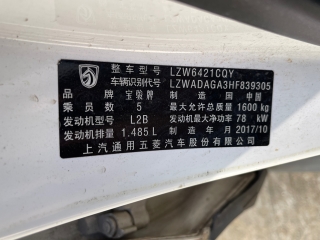 整车型号 LZW6421CQY
车辆识别代号 LZWADAGA3HF839305
品牌 宝骏牌 制造国 中国
乘员数 5 最大允许总质量 1600 kg
发动机型号 L2B 发动机最大净功率 78 kW
发动机排量 1.485 L 制造年月 2017/10
上汽通用五菱汽车股份有限公司